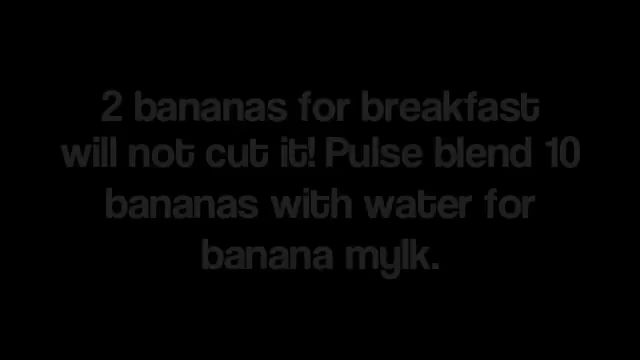 2 bananas for breakfast
will not cut it! Pulse blend 10
bananas with water for
banana mylk.